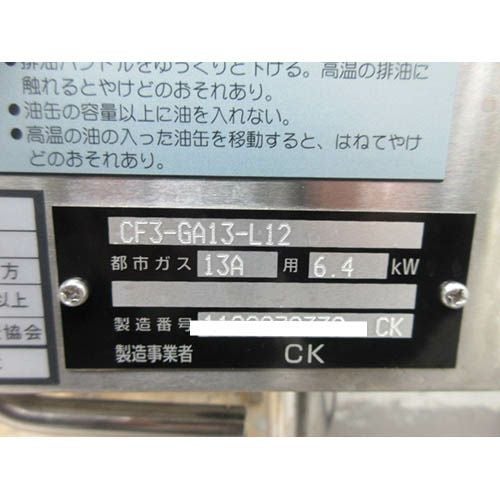 排油ハンドルをゆっくりと下げる。高温の排油に
触れるとやけどのおそれあり。
●油缶の容量以上に油を入れない。
●高温の油の入った油缶を移動すると、はねてやけ
どのおそれあり。
方
以上
協会
CF3-GA13-L12
都市ガス 13A 用 6.4 kW
製造番号 CK
製造事業者 CK